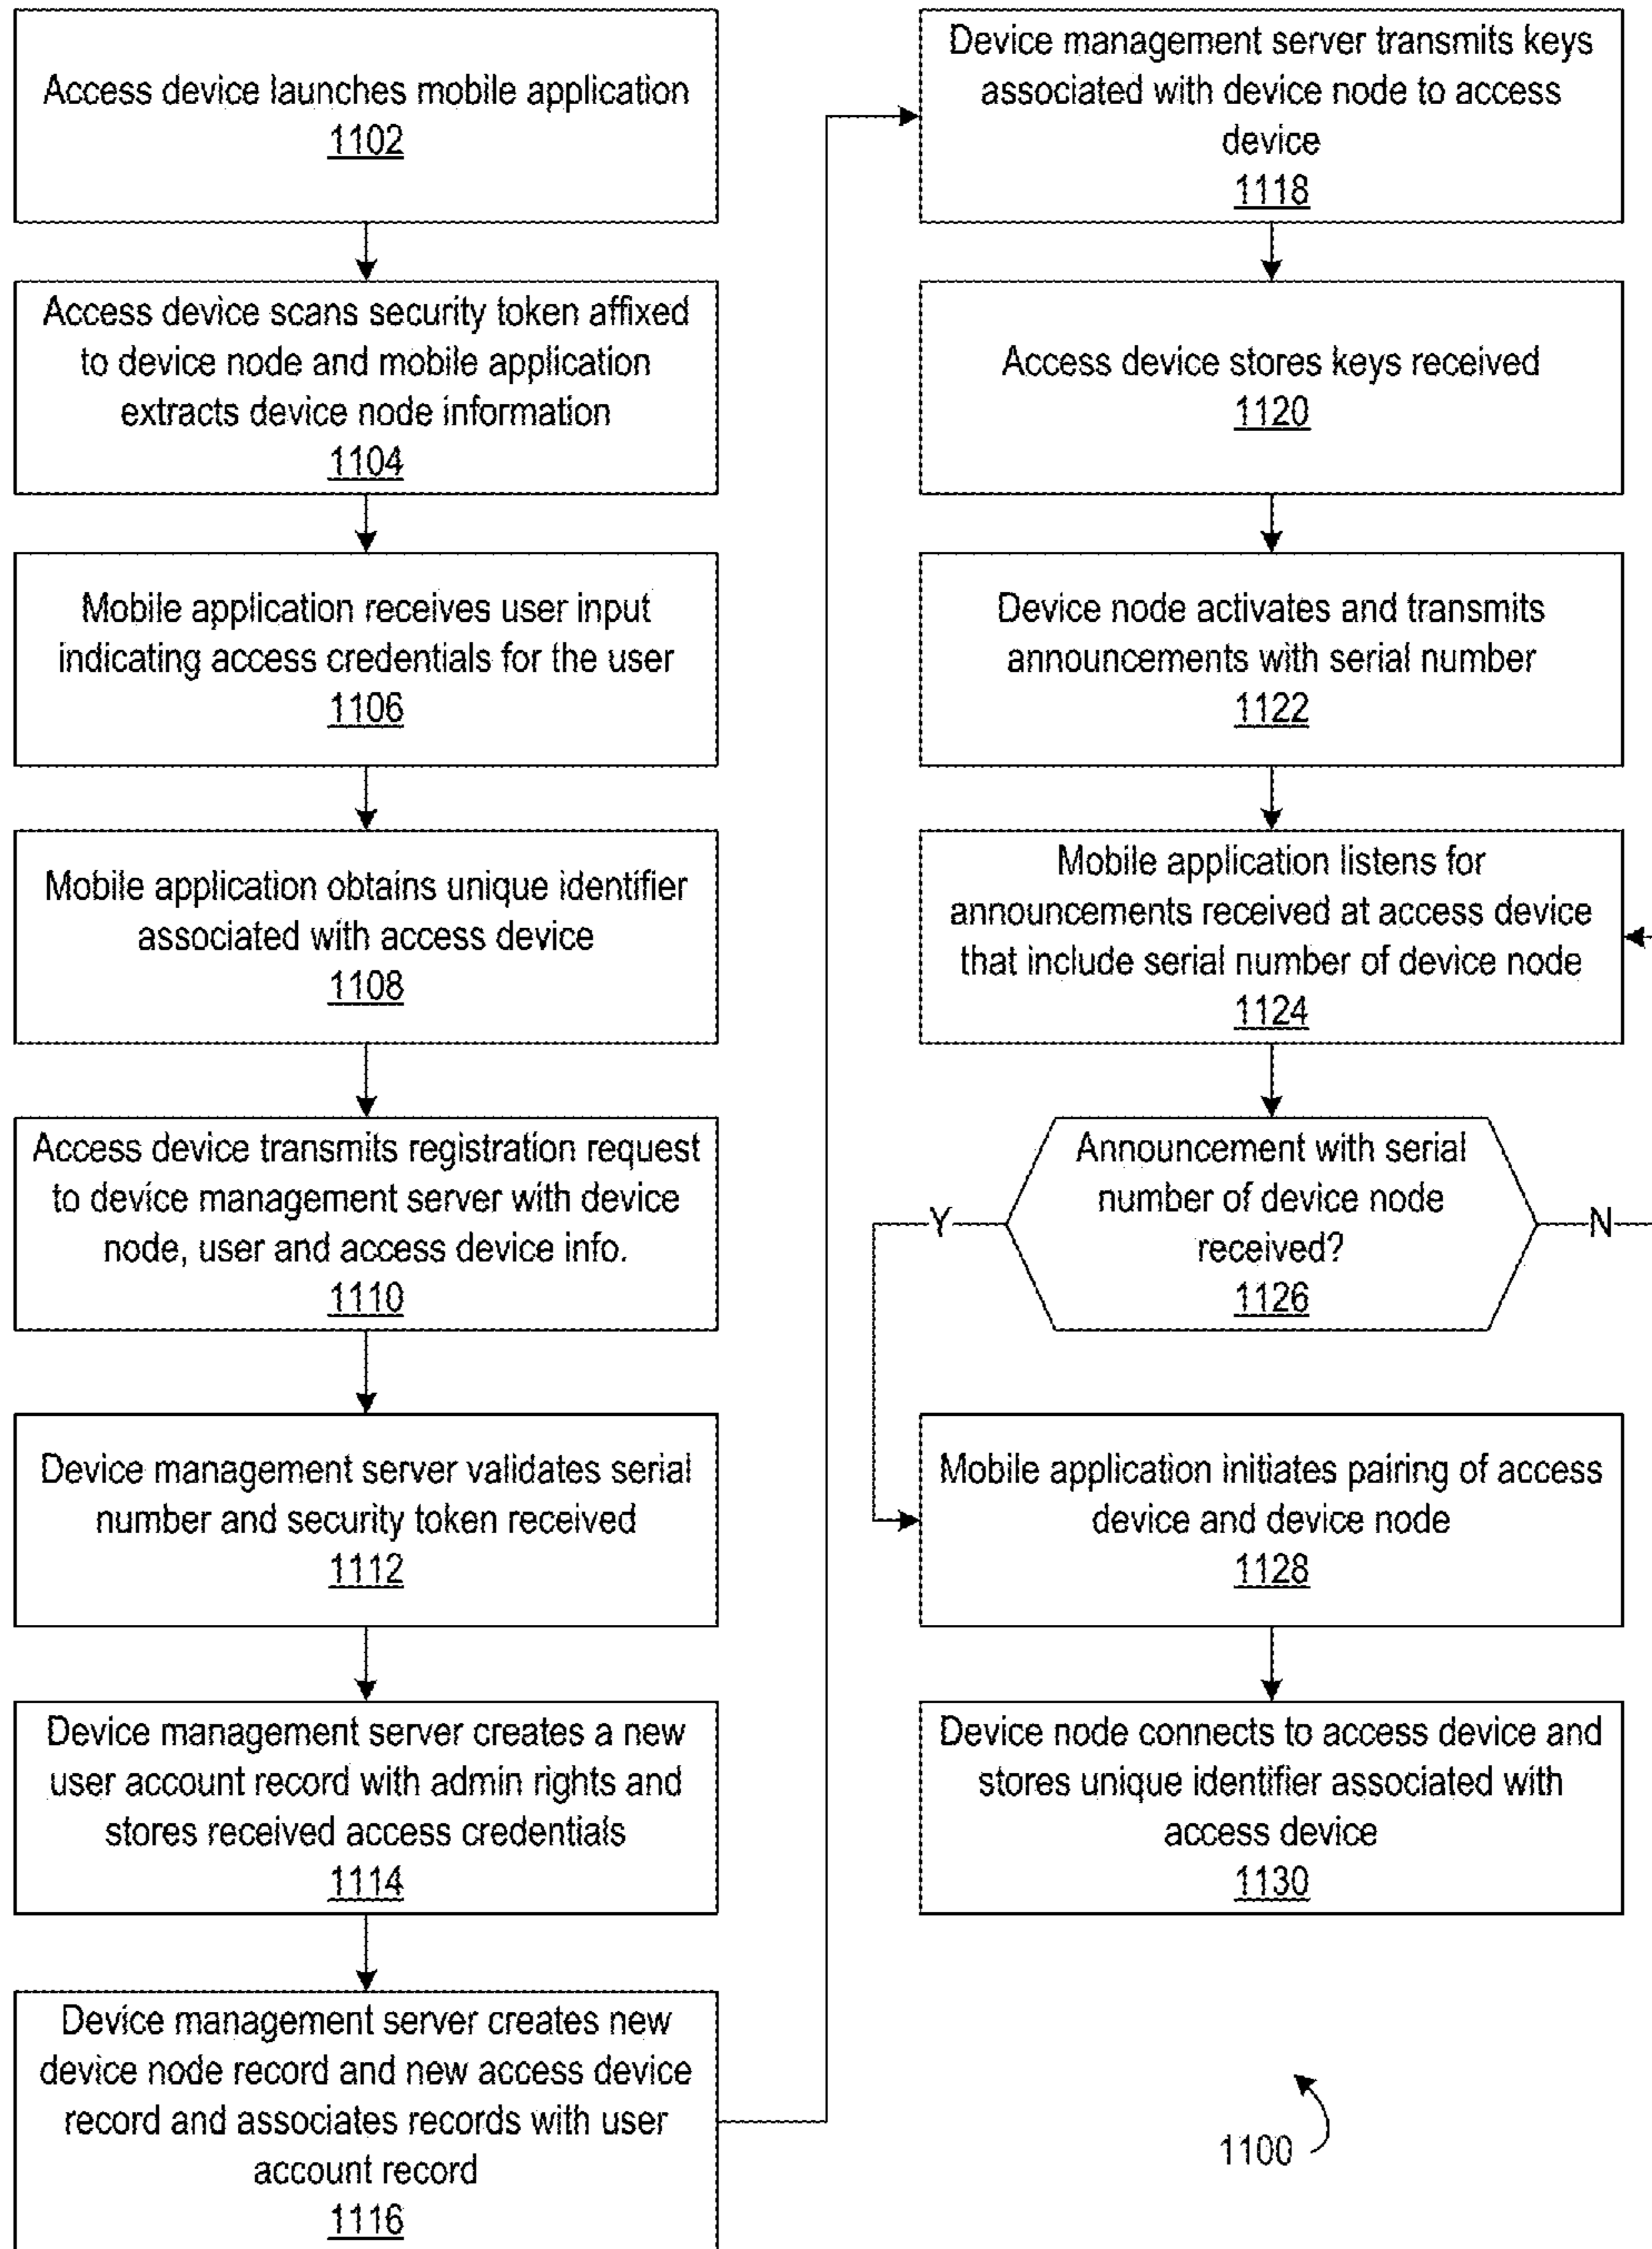 Access device launches mobile application
1102
Access device scans security token affixed
to device node and mobile application
extracts device node information
1104
Mobile application receives user input
indicating access credentials for the user
1106
Mobile application obtains unique identifier
associated with access device
1108
Access device transmits registration request
to device management server with device
node, user and access device info.
1110
Device management server validates serial
number and security token received
1112
Device management server creates a new
user account record with admin rights and
stores received access credentials
1114
Device management server creates new
device node record and new access device
record and associates records with user
account record
1116
Device management server transmits keys
associated with device node to access
device
1118
Access device stores keys received
1120
Device node activates and transmits
announcements with serial number
1122
Mobile application listens for
announcements received at access device
that include serial number of device node
1124
Announcement with serial
number of device node
received?
1126
Y
N
Mobile application initiates pairing of access
device and device node
1128
Device node connects to access device and
stores unique identifier associated with
access device
1130
1100